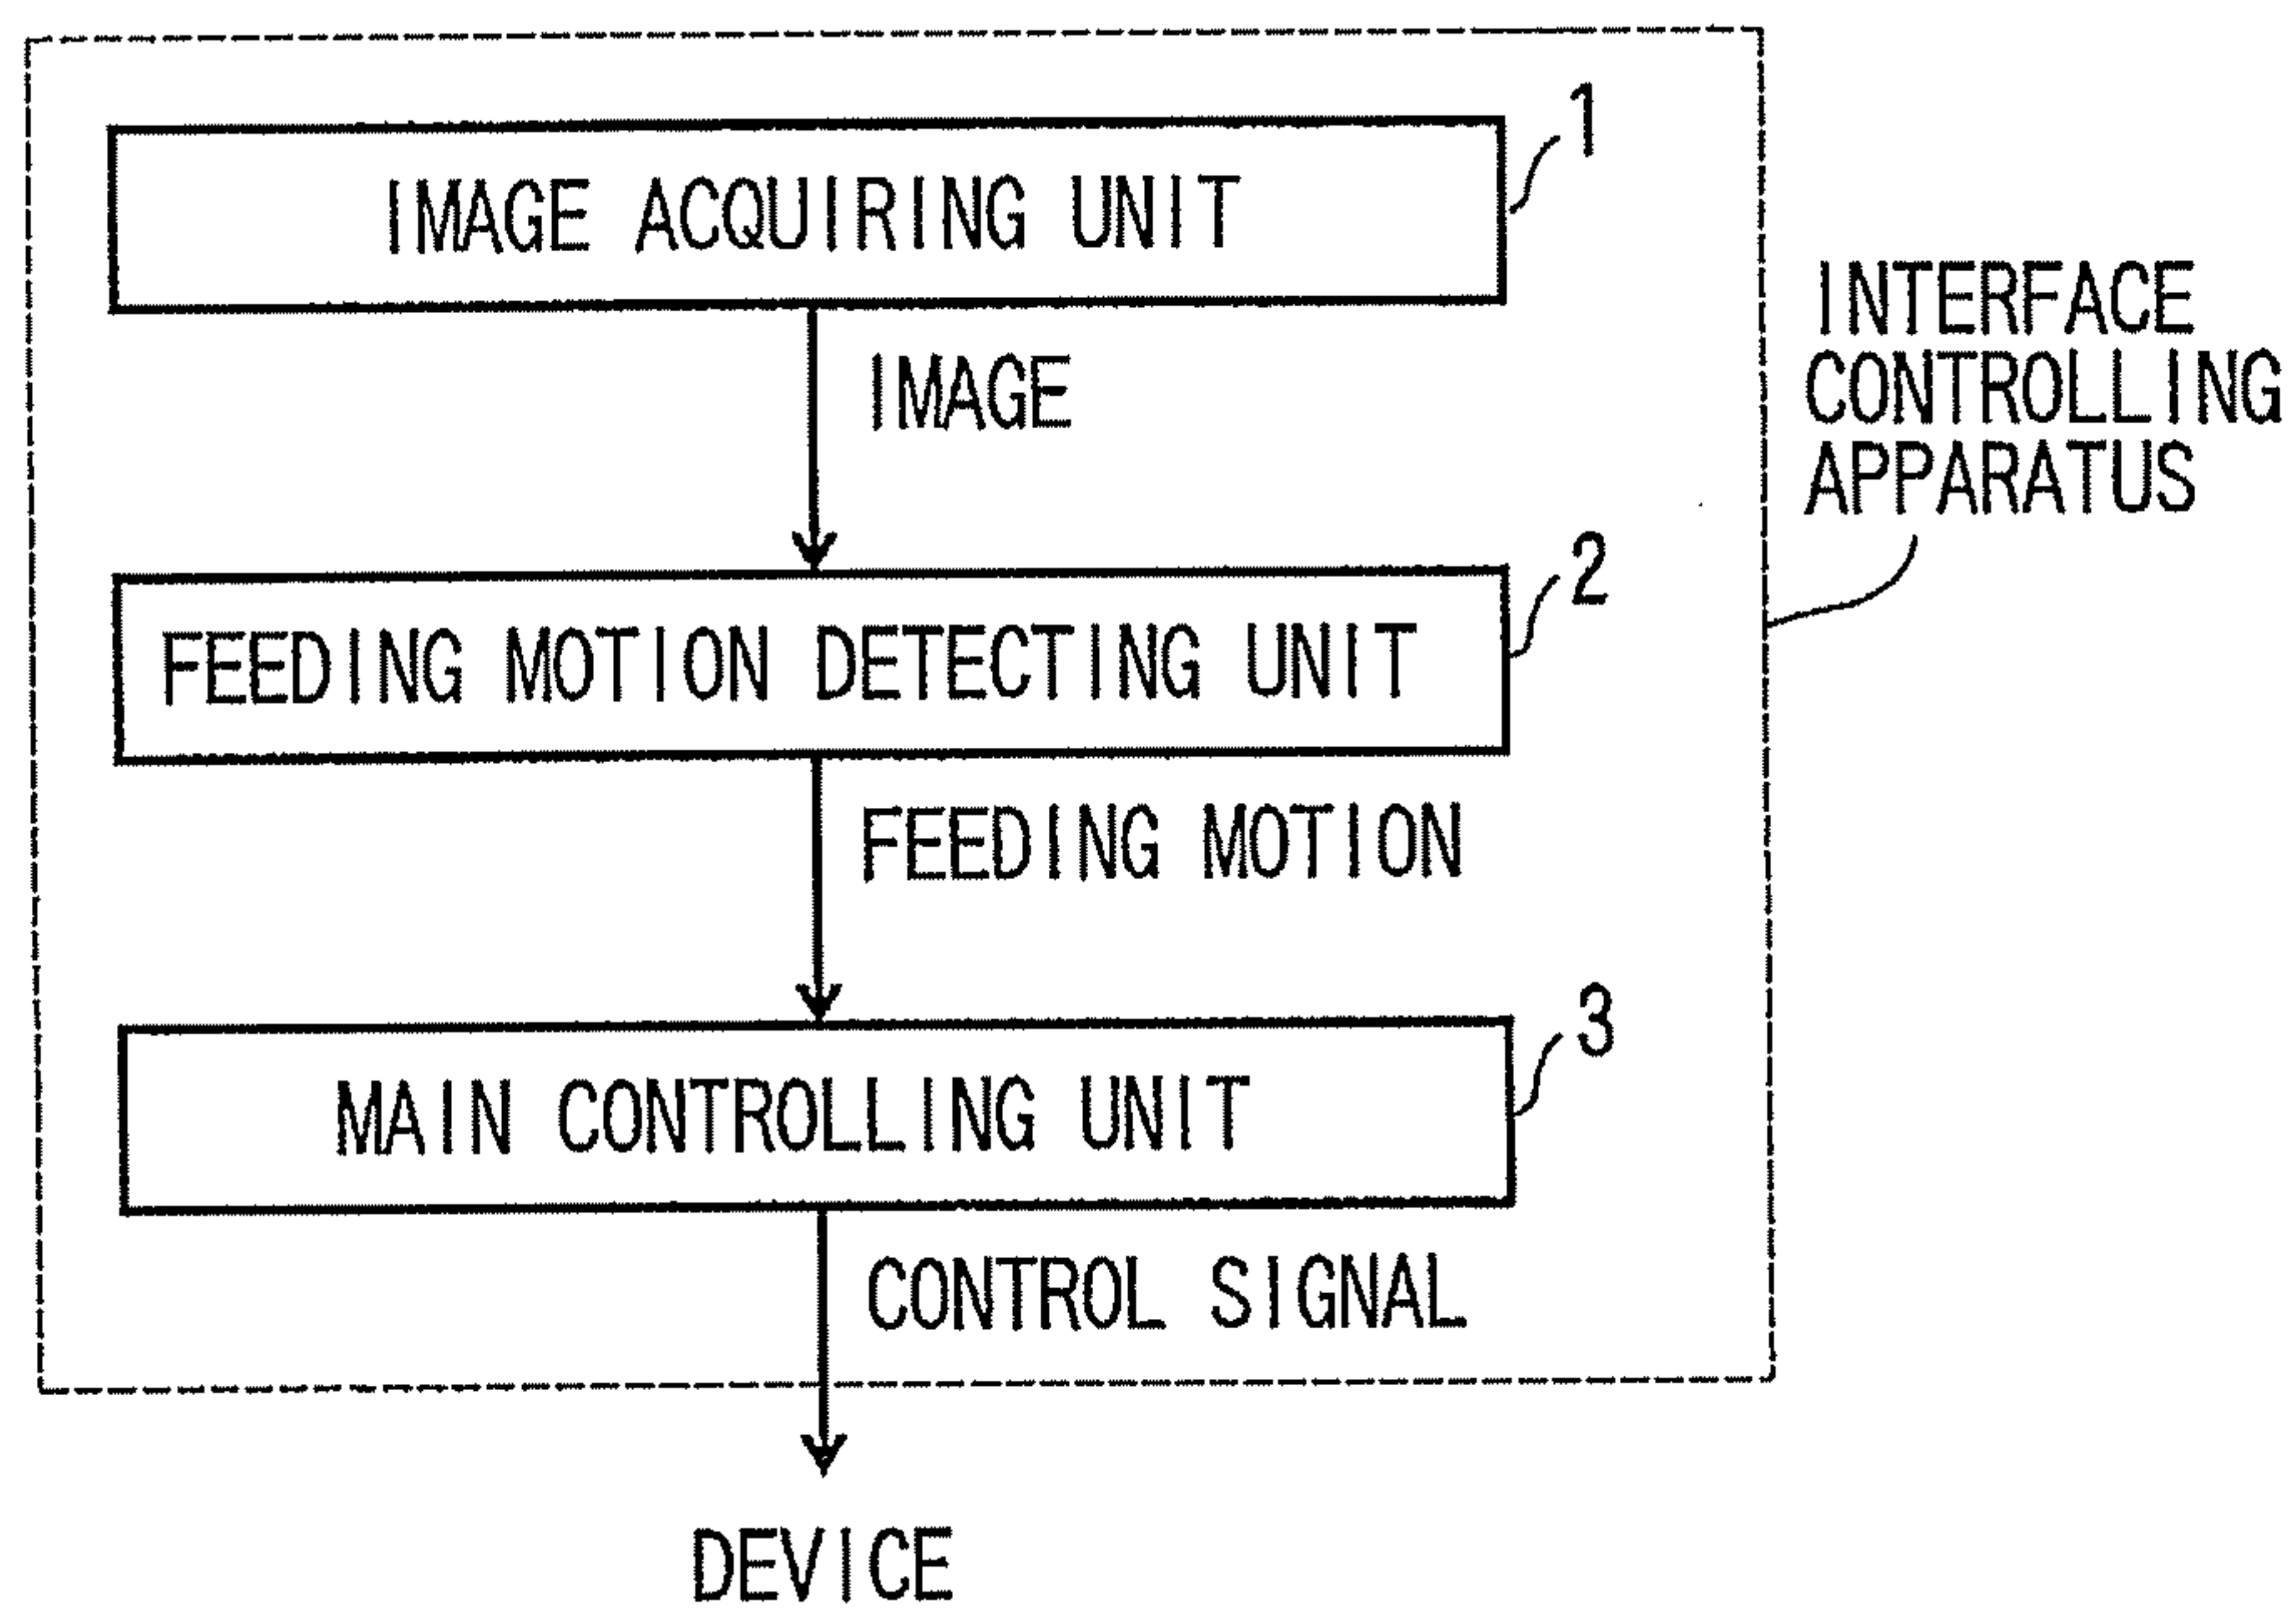 1
IMAGE ACQUIRING UNIT
INTERFACE
CONTROLLING
APPARATUS
IMAGE
2
FEEDING MOTION DETECTING UNIT
FEEDING MOTION
3
MAIN CONTROLLING UNIT
CONTROL SIGNAL
DEVICE